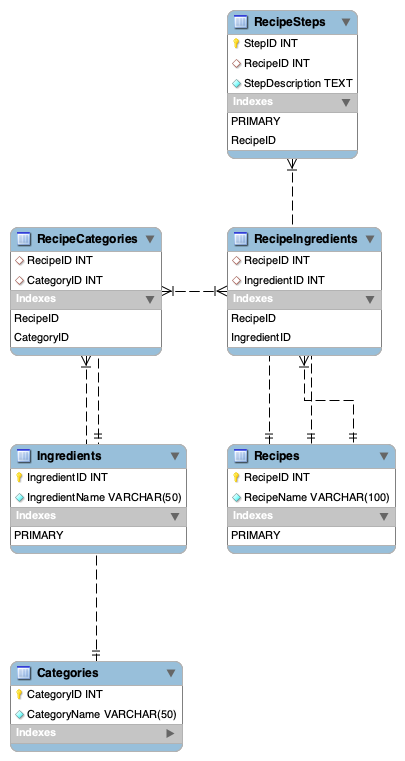 RecipeSteps
StepID INT
RecipeID INT
StepDescription TEXT
Indexes
PRIMARY
RecipeID
RecipeCategories
RecipeID INT
CategoryID INT
Indexes
RecipeID
CategoryID
RecipeIngredients
RecipeID INT
IngredientID INT
Indexes
RecipeID
IngredientID
Ingredients
IngredientID INT
IngredientName VARCHAR(50)
Indexes
PRIMARY
Recipes
RecipeID INT
RecipeName VARCHAR(100)
Indexes
PRIMARY
Categories
CategoryID INT
CategoryName VARCHAR(50)
Indexes